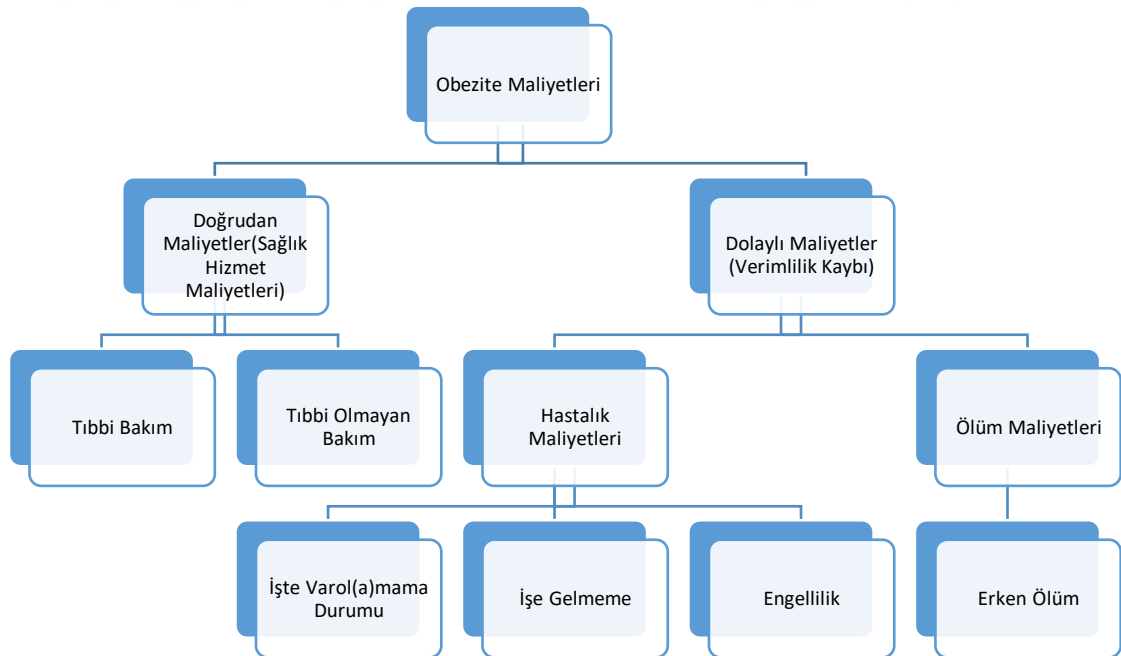 Obezite Maliyetleri
Doğrudan
Maliyetler(Sağlık
Hizmet
Maliyetleri)
Dolaylı Maliyetler
(Verimlilik Kaybı)
Tıbbi Bakım
Tıbbi Olmayan
Bakım
Hastalık
Maliyetleri
Ölüm Maliyetleri
İşte Varol(a)mama
Durumu
İşe Gelmeme
Engellilik
Erken Ölüm